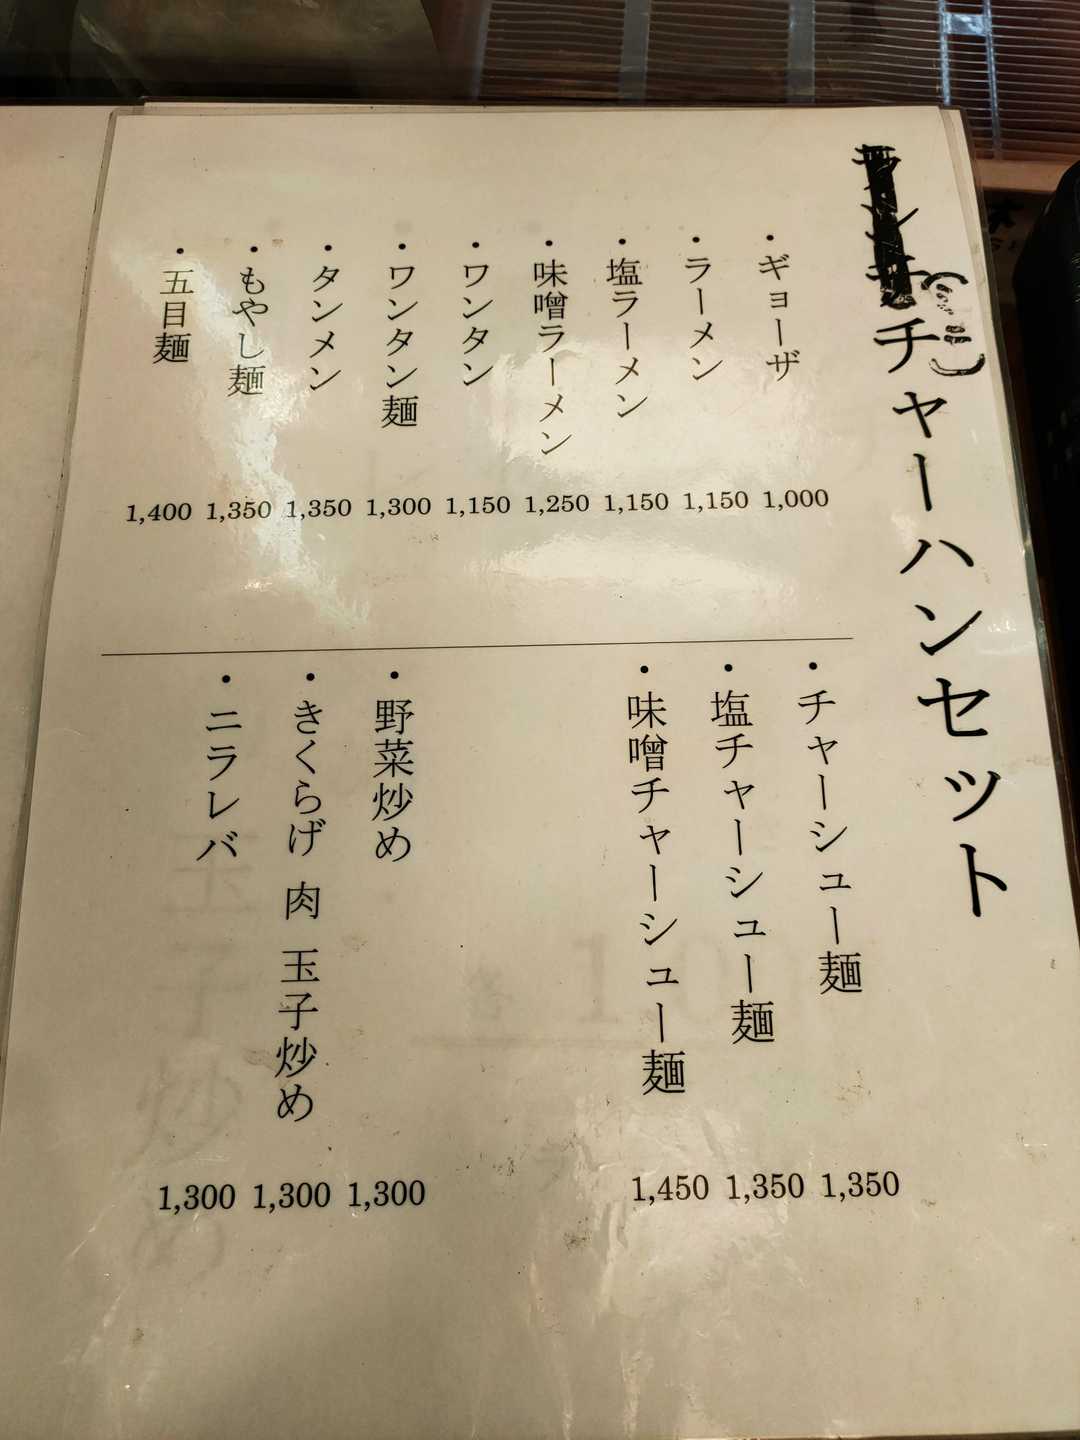 チャーハンセット
・ギョーザ 1,000
・ラーメン 1,150
・塩ラーメン 1,150
・味噌ラーメン 1,250
・ワンタン 1,150
・ワンタン麺 1,300
・タンメン 1,350
・もやし麺 1,350
・五目麺 1,400
・チャーシュー麺 1,350
・塩チャーシュー麺 1,350
・味噌チャーシュー麺 1,450
・野菜炒め 1,300
・きくらげ 肉 玉子炒め 1,300
・ニラレバ 1,300